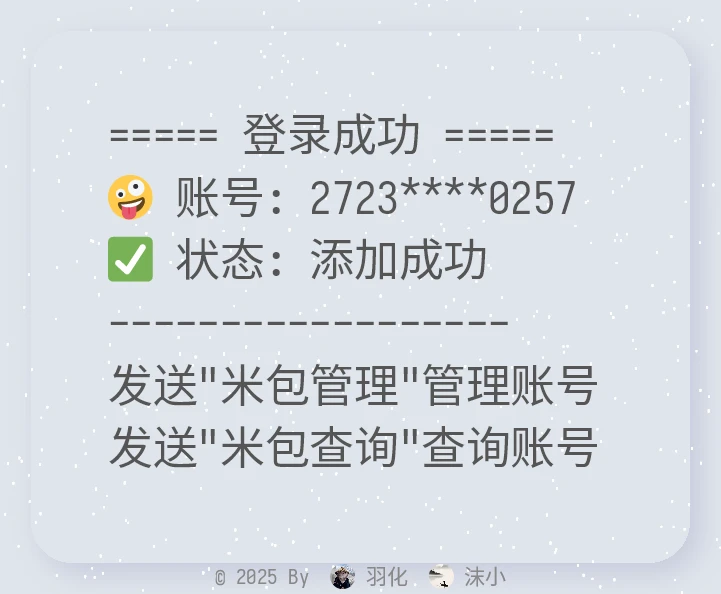 ===== 登录成功 =====
🤪 账号: 2723****0257
✅ 状态: 添加成功
------------------
发送"米包管理"管理账号
发送"米包查询"查询账号
© 2025 By 羽化 沫小